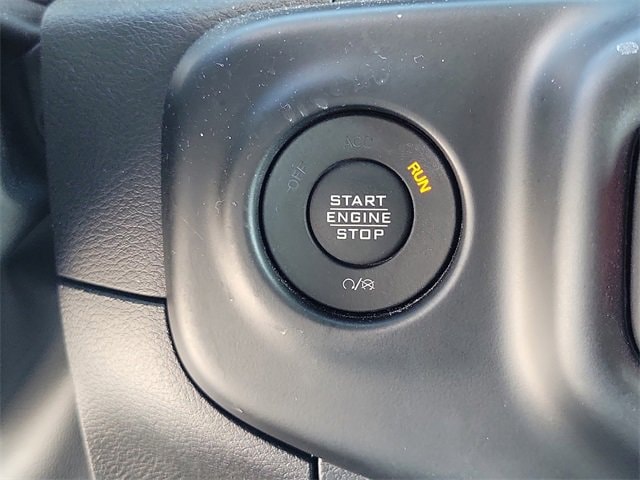 OFF
ACC
RUN
START
ENGINE
STOP